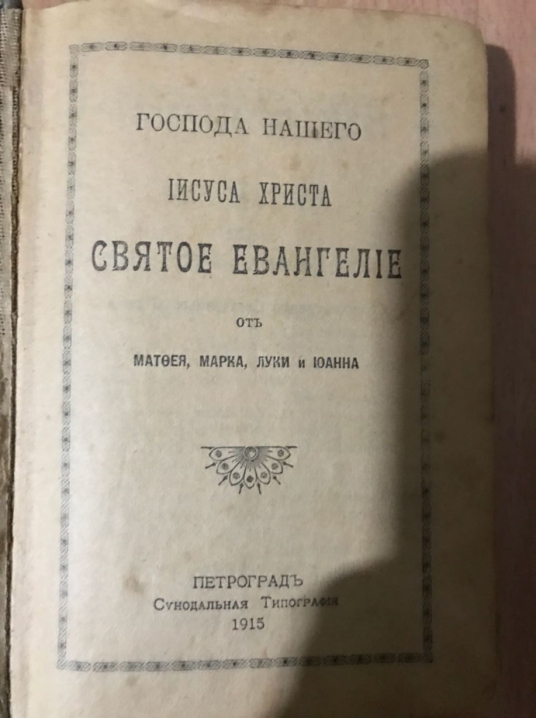 ГОСПОДА НАШЕГО
ІИСУСА ХРИСТА
СВЯТОЕ ЕВАНГЕЛІЕ
отъ
МАТѲЕЯ, МАРКА, ЛУКИ и ІОАННА
ПЕТРОГРАДЪ
Сѵнодальная Типографія
1915